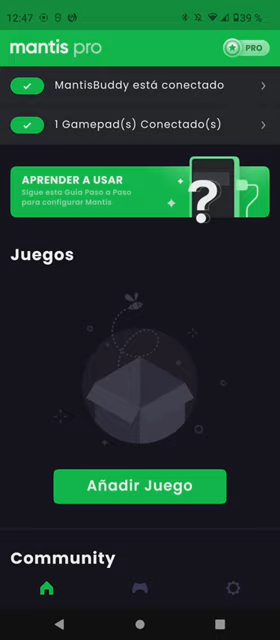 12:47
39 %
mantis pro
PRO
MantisBuddy está conectado
1 Gamepad(s) Conectado(s)
APRENDER A USAR
Sigue esta Guía Paso a Paso
para configurar Mantis
?
Juegos
Añadir Juego
Community